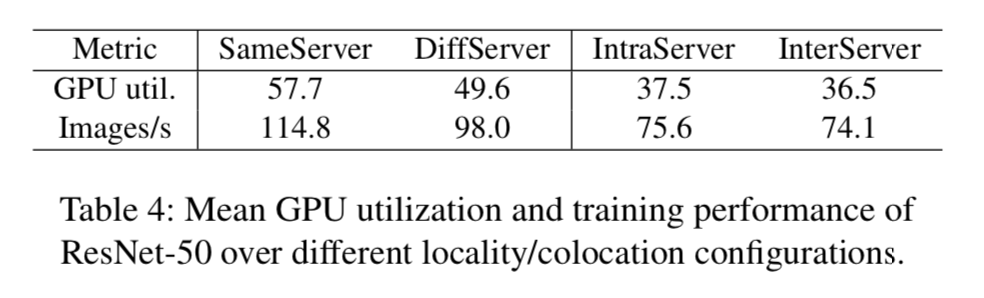 Metric SameServer DiffServer IntraServer InterServer
GPU util. 57.7 49.6 37.5 36.5
Images/s 114.8 98.0 75.6 74.1
Table 4: Mean GPU utilization and training performance of
ResNet-50 over different locality/colocation configurations.